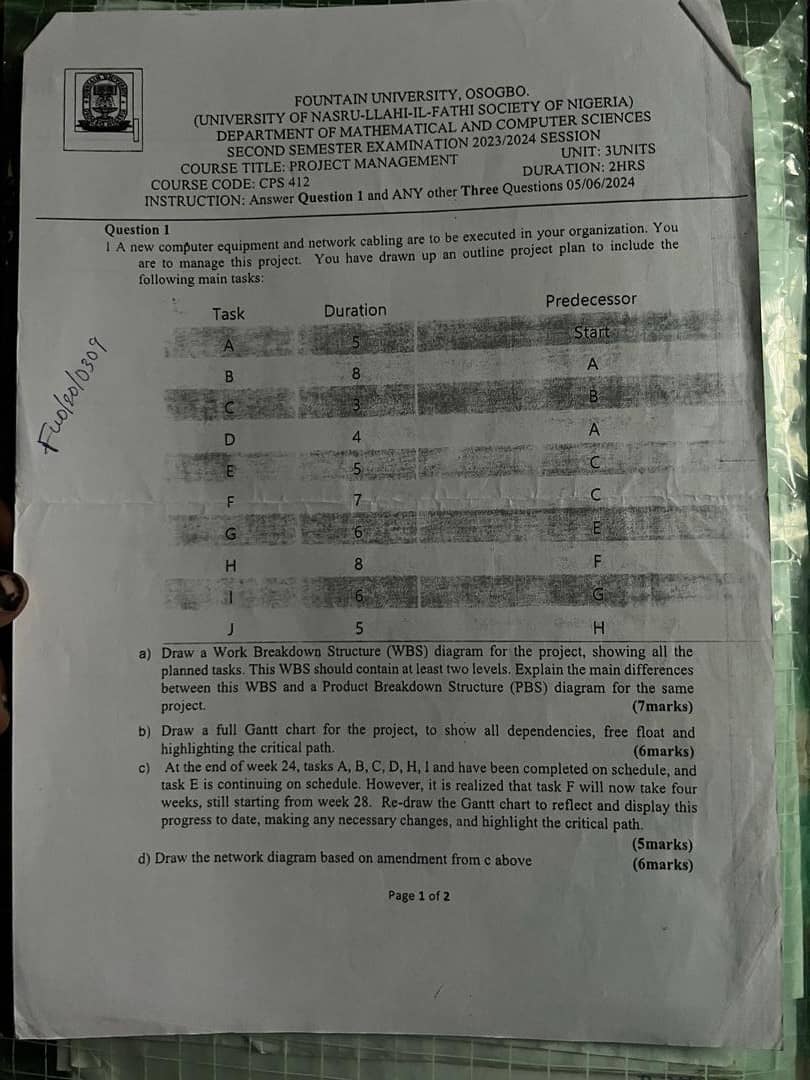 FOUNTAIN UNIVERSITY, OSOGBO.
(UNIVERSITY OF NASRU-LLAHI-IL-FATHI SOCIETY OF NIGERIA)
DEPARTMENT OF MATHEMATICAL AND COMPUTER SCIENCES
SECOND SEMESTER EXAMINATION 2023/2024 SESSION
COURSE TITLE: PROJECT MANAGEMENT UNIT: 3UNITS
COURSE CODE: CPS 412 DURATION: 2HRS
INSTRUCTION: Answer Question 1 and ANY other Three Questions 05/06/2024
Question 1
1 A new computer equipment and network cabling are to be executed in your organization. You
are to manage this project. You have drawn up an outline project plan to include the
following main tasks:
Task Duration Predecessor
A 5 Start
B 8 A
C 3 B
D 4 A
E 5 C
F 7 C
G 6 E
H 8 F
I 6 G
J 5 H
FUO/20/0309
a) Draw a Work Breakdown Structure (WBS) diagram for the project, showing all the
planned tasks. This WBS should contain at least two levels. Explain the main differences
between this WBS and a Product Breakdown Structure (PBS) diagram for the same
project. (7marks)
b) Draw a full Gantt chart for the project, to show all dependencies, free float and
highlighting the critical path. (6marks)
c) At the end of week 24, tasks A, B, C, D, H, I and have been completed on schedule, and
task E is continuing on schedule. However, it is realized that task F will now take four
weeks, still starting from week 28. Re-draw the Gantt chart to reflect and display this
progress to date, making any necessary changes, and highlight the critical path.
(5marks)
d) Draw the network diagram based on amendment from c above (6marks)
Page 1 of 2